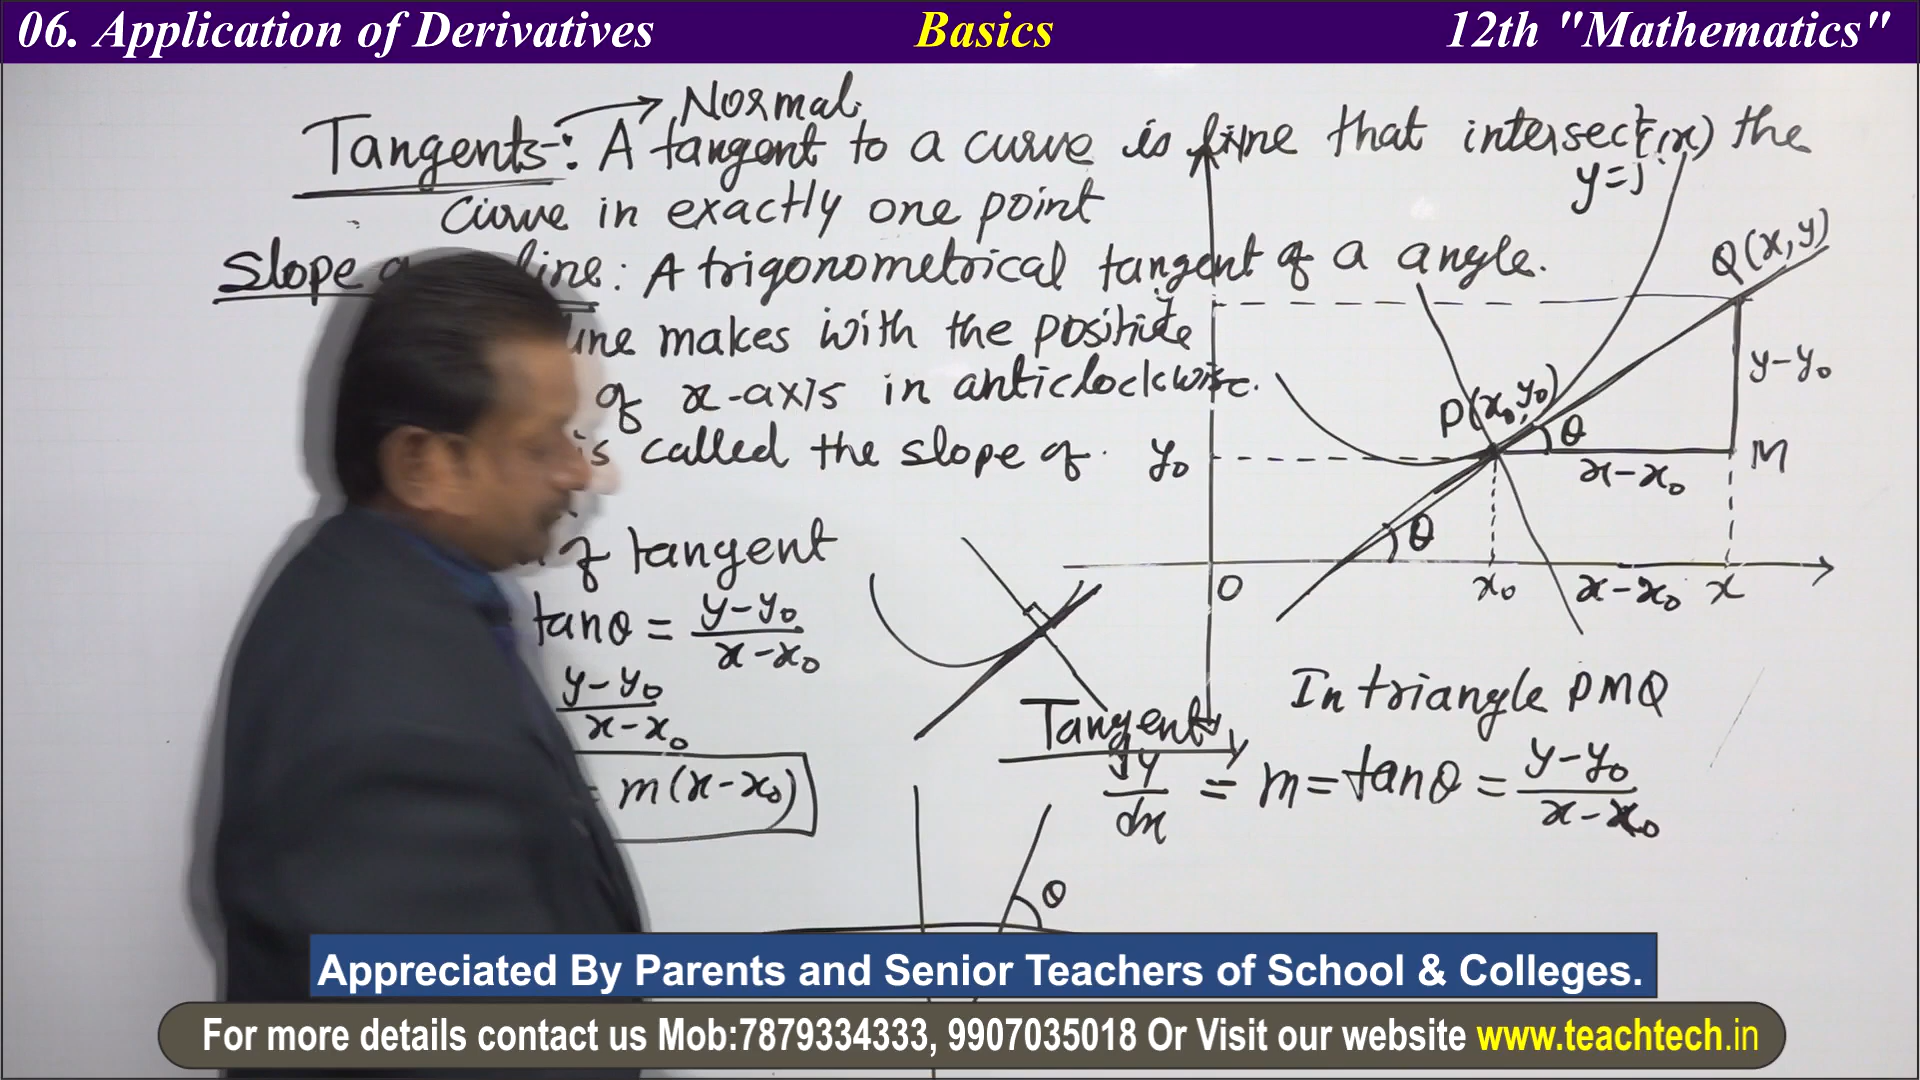 06. Application of Derivatives Basics 12th "Mathematics"
Normal
Tangents:- A tangent to a curve is line that intersect the
curve in exactly one point
y=f(x)
Slope line: A trigonometrical tangent of a angle.
line makes with the positive
of x-axis in anticlockwise.
is called the slope of
of tangent
tanθ = y-y₀/x-x₀
y-y₀/x-x₀
= m(x-x₀)
Q(x,y)
y
y-y₀
P(x₀,y₀)
θ
y₀
M
x-x₀
θ
O
x₀
x-x₀
x
In triangle PMQ
Tangent
dy/dx = m = tanθ = y-y₀/x-x₀
θ
Appreciated By Parents and Senior Teachers of School & Colleges.
For more details contact us Mob:7879334333, 9907035018 Or Visit our website www.teachtech.in